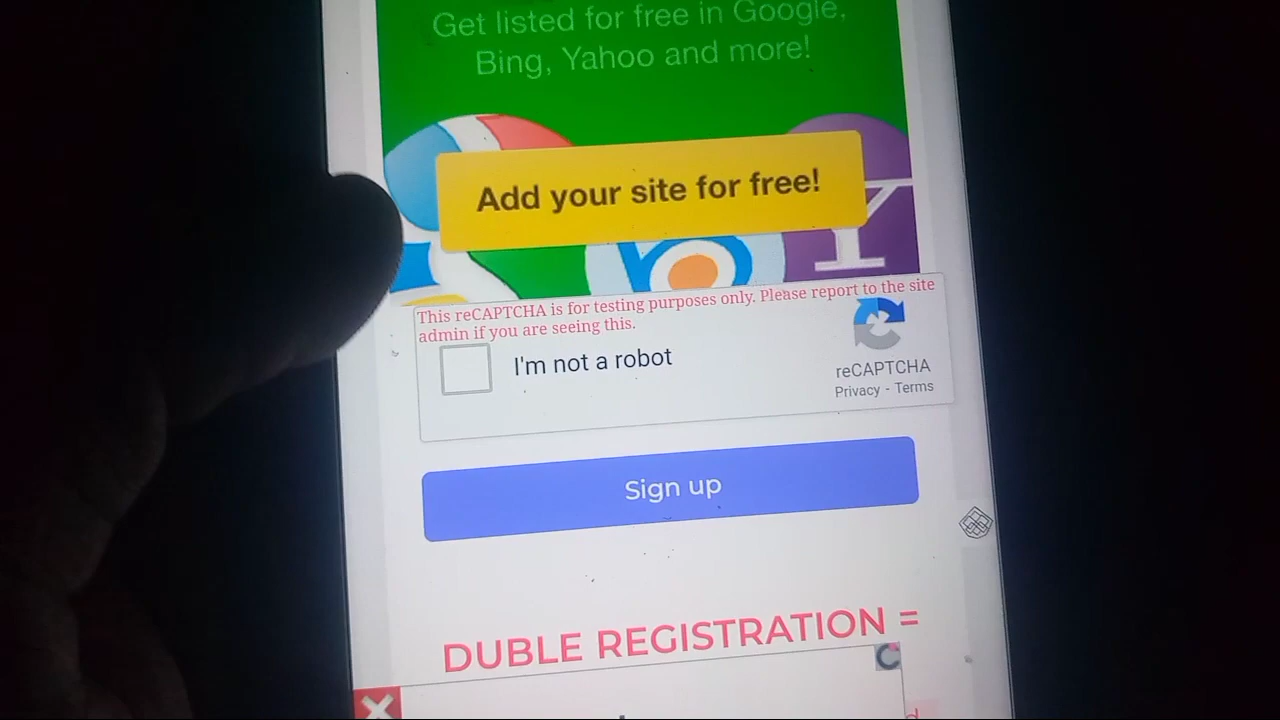 Get listed for free in Google,
Bing, Yahoo and more!
Add your site for free!
This reCAPTCHA is for testing purposes only. Please report to the site
admin if you are seeing this.
I'm not a robot
reCAPTCHA
Privacy - Terms
Sign up
DUBLE REGISTRATION =